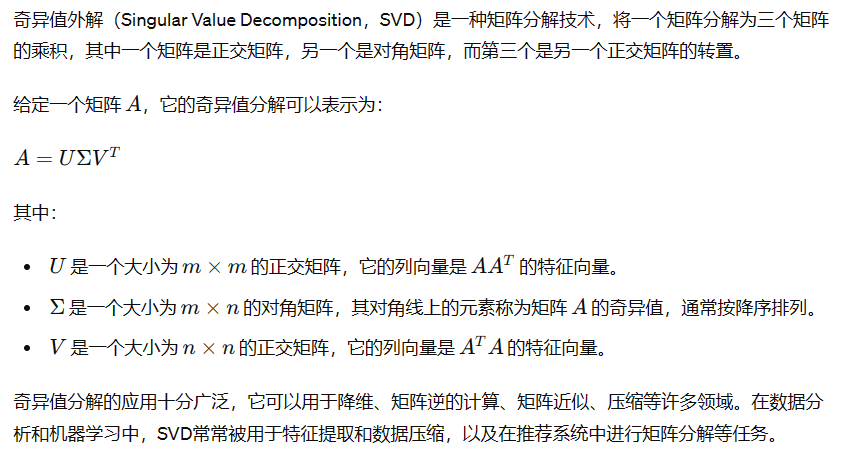 奇异值外解（Singular Value Decomposition，SVD）是一种矩阵分解技术，将一个矩阵分解为三个矩阵
的乘积，其中一个矩阵是正交矩阵，另一个是对角矩阵，而第三个是另一个正交矩阵的转置。
给定一个矩阵 A，它的奇异值分解可以表示为：
A = UΣV^T
其中：
• U 是一个大小为 m × m 的正交矩阵，它的列向量是 AA^T 的特征向量。
• Σ 是一个大小为 m × n 的对角矩阵，其对角线上的元素称为矩阵 A 的奇异值，通常按降序排列。
• V 是一个大小为 n × n 的正交矩阵，它的列向量是 A^T A 的特征向量。
奇异值分解的应用十分广泛，它可以用于降维、矩阵逆的计算、矩阵近似、压缩等许多领域。在数据分
析和机器学习中，SVD常常被用于特征提取和数据压缩，以及在推荐系统中进行矩阵分解等任务。